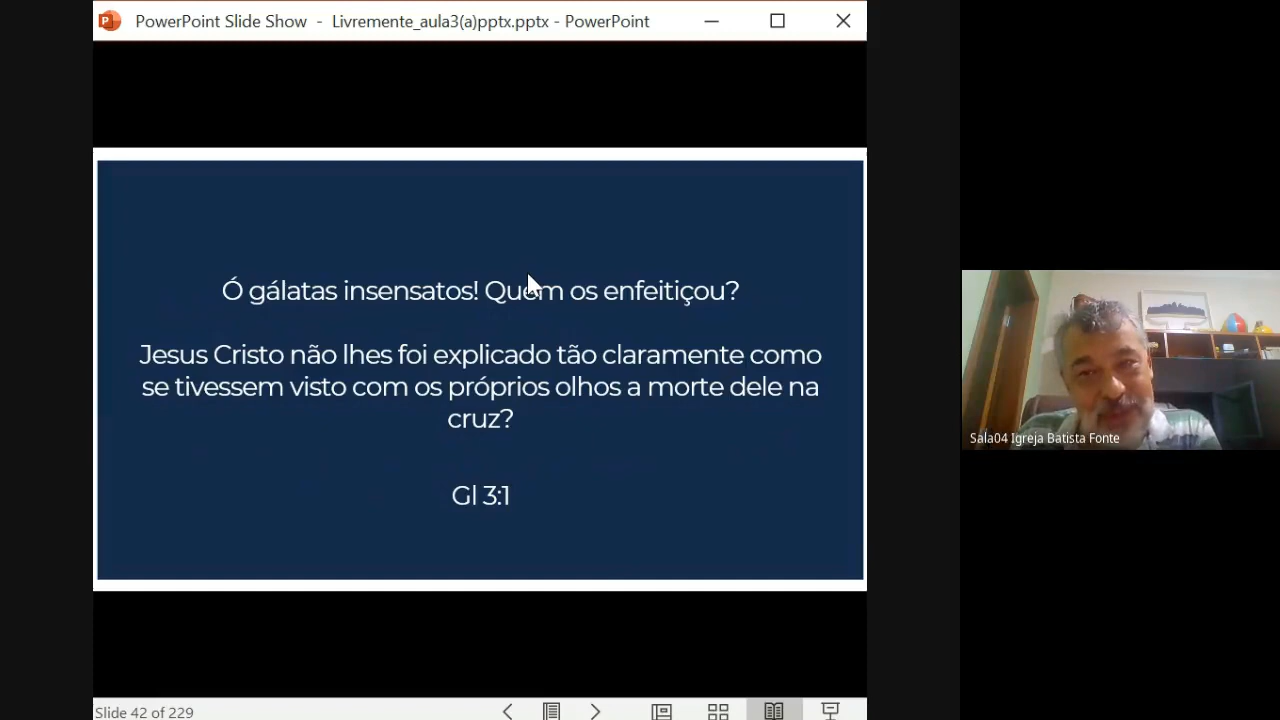 PowerPoint Slide Show - Livremente_aula3(a)pptx.pptx - PowerPoint
Ó gálatas insensatos! Quem os enfeitiçou?
Jesus Cristo não lhes foi explicado tão claramente como
se tivessem visto com os próprios olhos a morte dele na
cruz?
Gl 3:1
Sala04 Igreja Batista Fonte
Slide 42 of 229